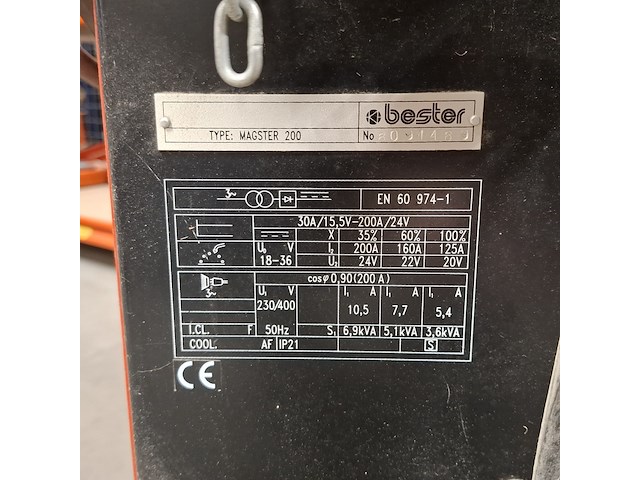 bester
TYPE: MAGSTER 200 No
3~ EN 60 974-1
30A/15,5V-200A/24V
X 35% 60% 100%
U₀ V I₂ 200A 160A 125A
18-36 U₂ 24V 22V 20V
cosφ 0,90(200 A)
3~ U₁ V I₁ A I₁ A I₁ A
230/400 10,5 7,7 5,4
I.CL. F 50Hz S₁ 6,9kVA 5,1kVA 3,6kVA
COOL. AF IP21 S
CE